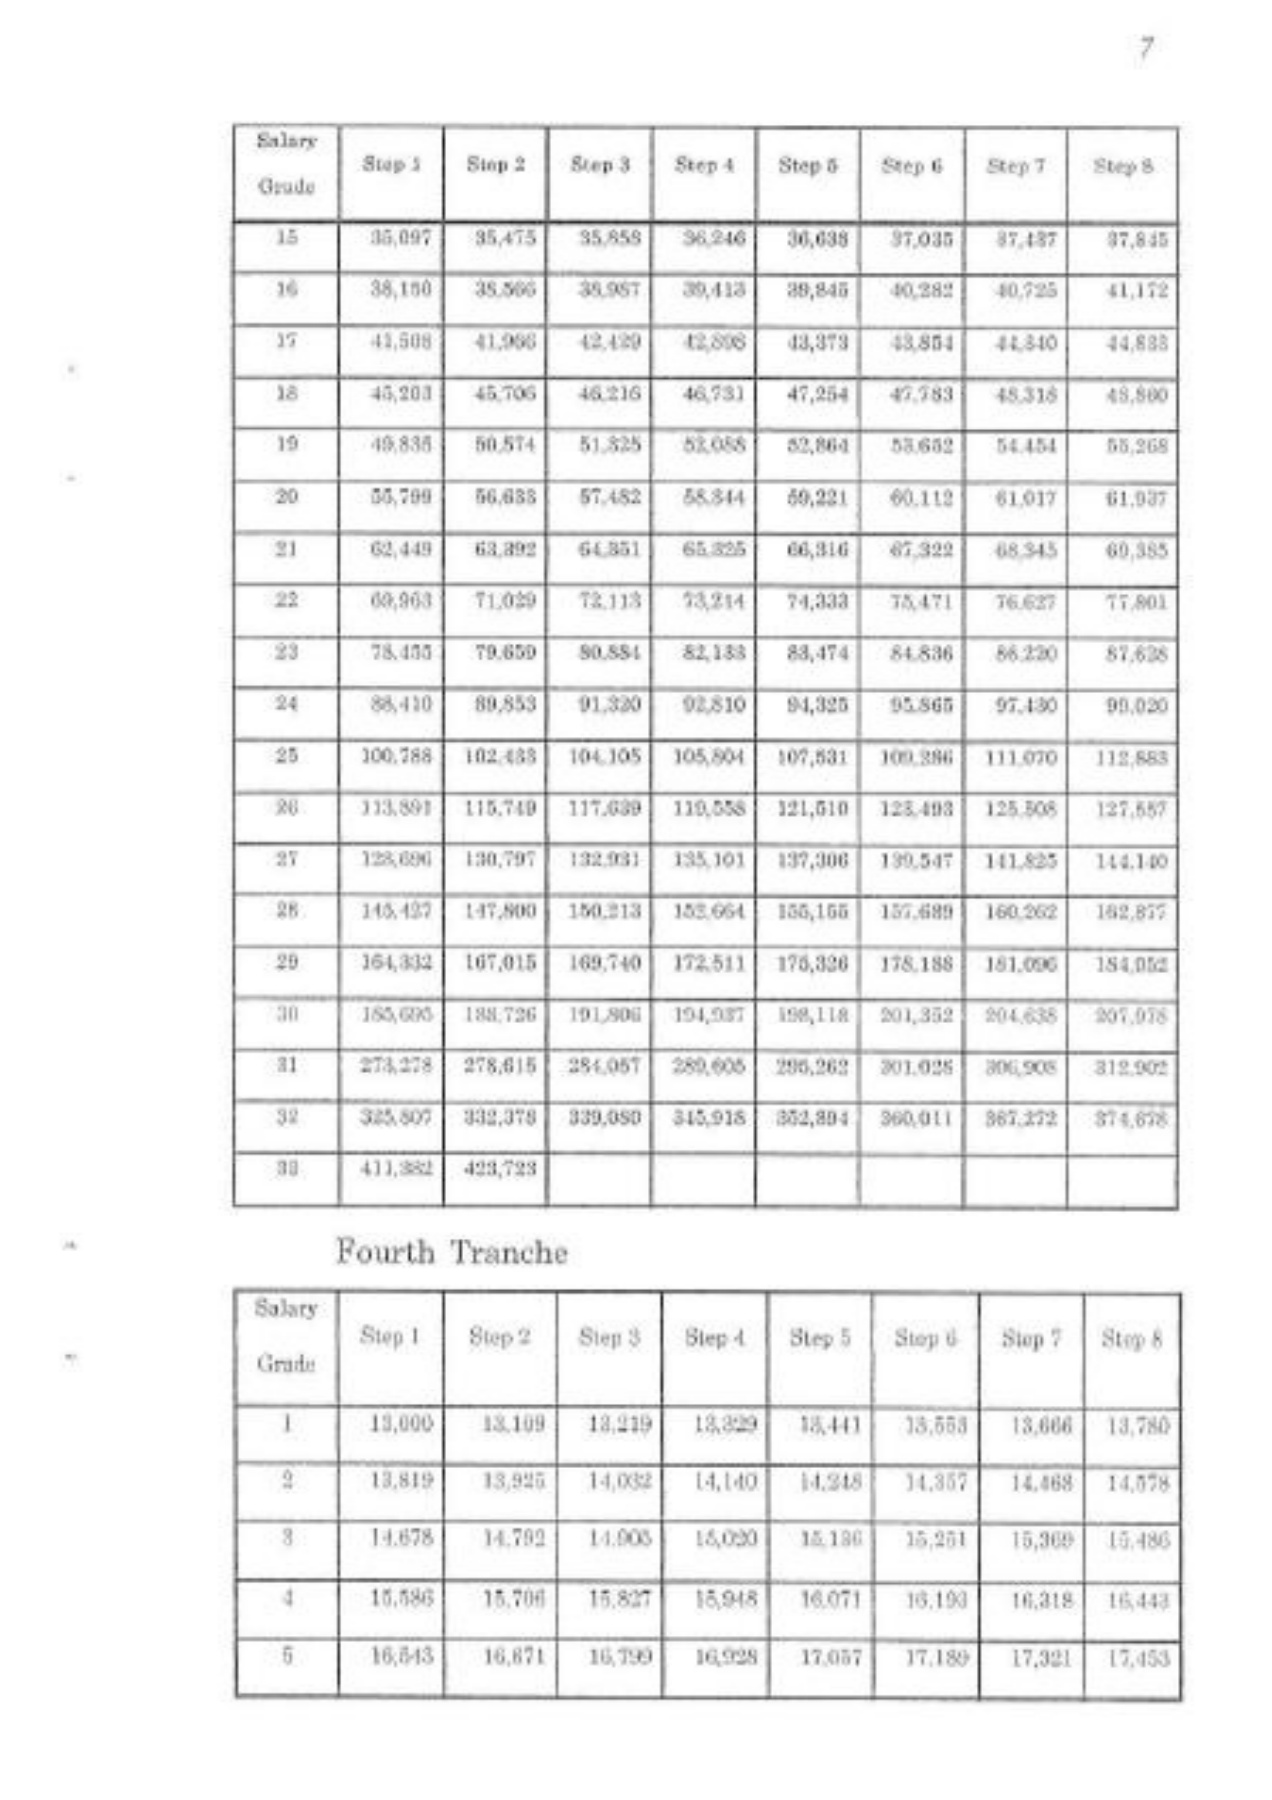 7
Salary Grade Step 1 Step 2 Step 3 Step 4 Step 5 Step 6 Step 7 Step 8
15 35,097 35,475 35,858 36,246 36,638 37,035 37,437 37,845
16 38,150 38,566 38,987 39,413 39,845 40,282 40,725 41,172
17 41,508 41,966 42,429 42,898 43,373 43,854 44,340 44,833
18 45,203 45,706 46,216 46,731 47,254 47,783 48,318 48,860
19 49,835 50,574 51,325 52,088 52,864 53,652 54,454 55,268
20 55,799 56,633 57,482 58,344 59,221 60,112 61,017 61,937
21 62,449 63,392 64,351 65,325 66,316 67,322 68,345 69,385
22 69,963 71,029 72,113 73,214 74,333 75,471 76,627 77,801
23 78,455 79,659 80,884 82,133 83,474 84,836 86,220 87,628
24 88,410 89,853 91,320 92,810 94,325 95,865 97,430 99,020
25 100,788 102,433 104,105 105,804 107,531 109,286 111,070 112,883
26 113,891 115,749 117,639 119,558 121,510 123,493 125,508 127,557
27 128,696 130,797 132,931 135,101 137,306 139,547 141,825 144,140
28 145,427 147,800 150,213 152,664 155,155 157,689 160,262 162,877
29 164,332 167,015 169,740 172,511 175,326 178,188 181,096 184,052
30 185,695 188,726 191,806 194,937 198,118 201,352 204,638 207,978
31 273,278 278,615 284,057 289,605 295,262 301,028 306,908 312,902
32 325,807 332,378 339,080 345,918 352,894 360,011 367,272 374,678
33 411,382 423,723
Fourth Tranche
Salary Grade Step 1 Step 2 Step 3 Step 4 Step 5 Step 6 Step 7 Step 8
1 13,000 13,109 13,219 13,329 13,441 13,553 13,666 13,780
2 13,819 13,925 14,032 14,140 14,248 14,357 14,468 14,578
3 14,678 14,792 14,905 15,020 15,136 15,251 15,369 15,486
4 15,586 15,706 15,827 15,948 16,071 16,193 16,318 16,443
5 16,543 16,671 16,799 16,928 17,057 17,189 17,321 17,453